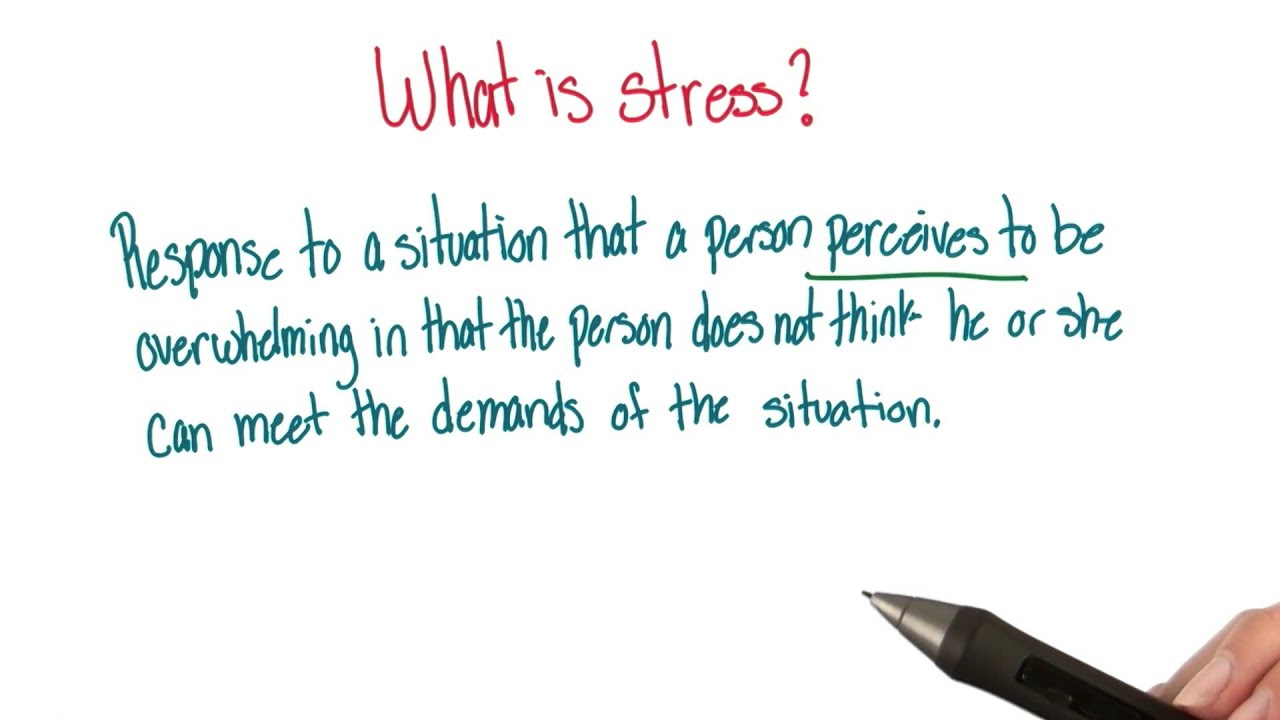 What is stress?
Response to a situation that a person perceives to be
overwhelming in that the person does not think he or she
can meet the demands of the situation.